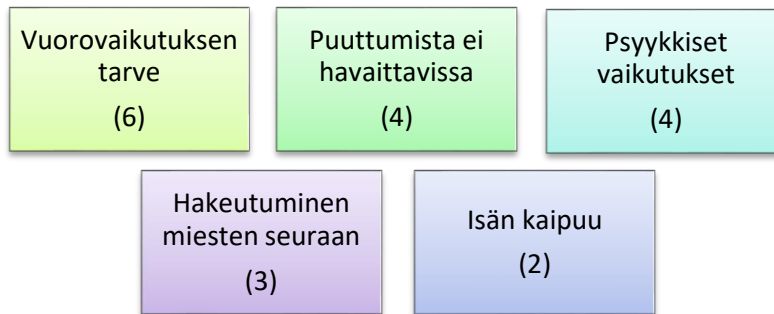 Vuorovaikutuksen
tarve
(6)
Puuttumista ei
havaittavissa
(4)
Psyykkiset
vaikutukset
(4)
Hakeutuminen
miesten seuraan
(3)
Isän kaipuu
(2)